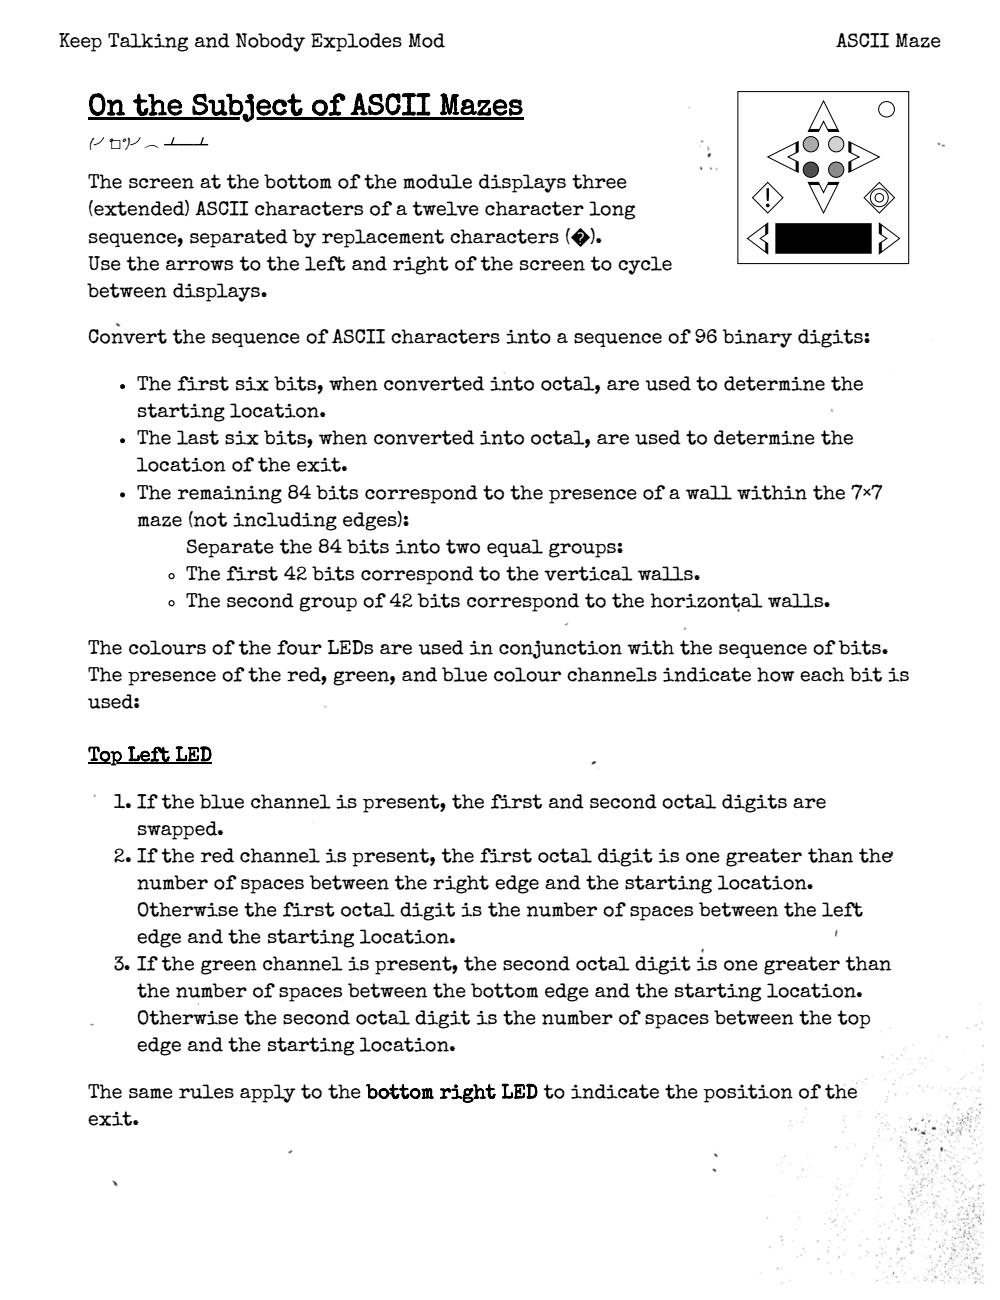 Keep Talking and Nobody Explodes Mod
ASCII Maze
On the Subject of ASCII Mazes
The screen at the bottom of the module displays three
(extended) ASCII characters of a twelve character long
sequence, separated by replacement characters (�).
Use the arrows to the left and right of the screen to cycle
between displays.
Convert the sequence of ASCII characters into a sequence of 96 binary digits:
• The first six bits, when converted into octal, are used to determine the
starting location.
• The last six bits, when converted into octal, are used to determine the
location of the exit.
• The remaining 84 bits correspond to the presence of a wall within the 7×7
maze (not including edges):
Separate the 84 bits into two equal groups:
◦ The first 42 bits correspond to the vertical walls.
◦ The second group of 42 bits correspond to the horizontal walls.
The colours of the four LEDs are used in conjunction with the sequence of bits.
The presence of the red, green, and blue colour channels indicate how each bit is
used:
Top Left LED
1. If the blue channel is present, the first and second octal digits are
swapped.
2. If the red channel is present, the first octal digit is one greater than the
number of spaces between the right edge and the starting location.
Otherwise the first octal digit is the number of spaces between the left
edge and the starting location.
3. If the green channel is present, the second octal digit is one greater than
the number of spaces between the bottom edge and the starting location.
Otherwise the second octal digit is the number of spaces between the top
edge and the starting location.
The same rules apply to the bottom right LED to indicate the position of the
exit.